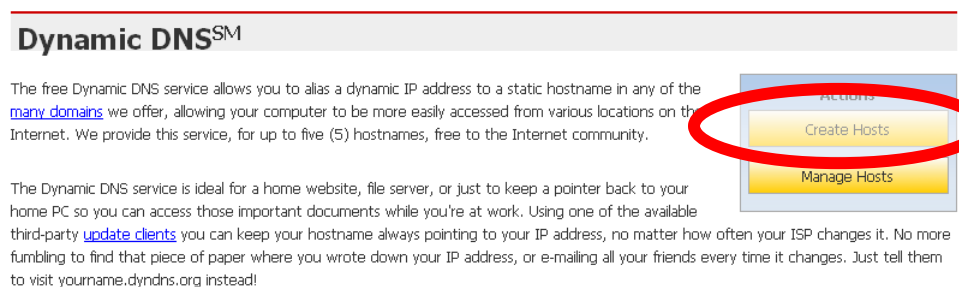 Dynamic DNS℠
The free Dynamic DNS service allows you to alias a dynamic IP address to a static hostname in any of the
many domains we offer, allowing your computer to be more easily accessed from various locations on the
Internet. We provide this service, for up to five (5) hostnames, free to the Internet community.
Actions
Create Hosts
Manage Hosts
The Dynamic DNS service is ideal for a home website, file server, or just to keep a pointer back to your
home PC so you can access those important documents while you're at work. Using one of the available
third-party update clients you can keep your hostname always pointing to your IP address, no matter how often your ISP changes it. No more
fumbling to find that piece of paper where you wrote down your IP address, or e-mailing all your friends every time it changes. Just tell them
to visit yourname.dyndns.org instead!